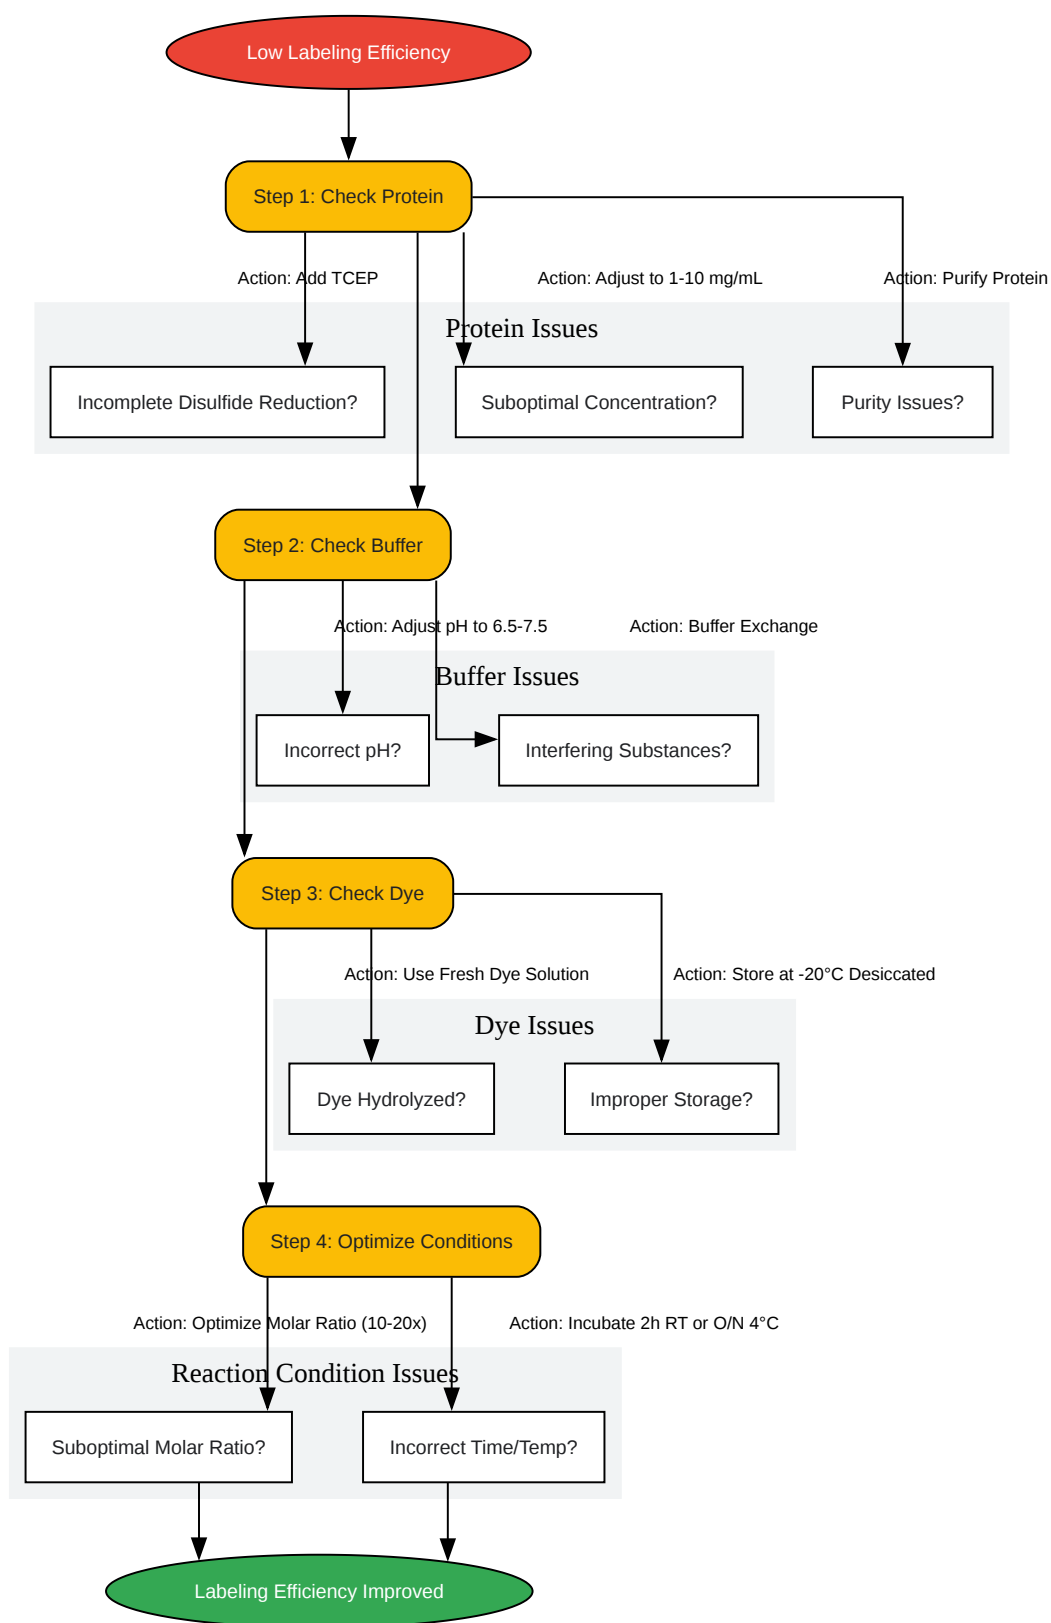 Low Labeling Efficiency
Step 1: Check Protein
Action: Add TCEP
Action: Adjust to 1-10 mg/mL
Action: Purify Protein
Protein Issues
Incomplete Disulfide Reduction?
Suboptimal Concentration?
Purity Issues?
Step 2: Check Buffer
Action: Adjust pH to 6.5-7.5
Action: Buffer Exchange
Buffer Issues
Incorrect pH?
Interfering Substances?
Step 3: Check Dye
Action: Use Fresh Dye Solution
Action: Store at -20°C Desiccated
Dye Issues
Dye Hydrolyzed?
Improper Storage?
Step 4: Optimize Conditions
Action: Optimize Molar Ratio (10-20x)
Action: Incubate 2h RT or O/N 4°C
Reaction Condition Issues
Suboptimal Molar Ratio?
Incorrect Time/Temp?
Labeling Efficiency Improved